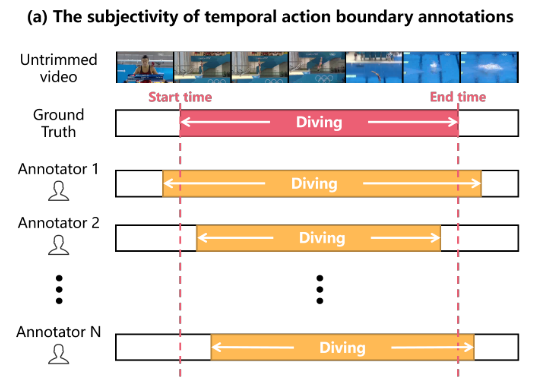 (a) The subjectivity of temporal action boundary annotations
Untrimmed
video
Start time
End time
Ground
Truth
Diving
Annotator 1
Diving
Annotator 2
Diving
Annotator N
Diving